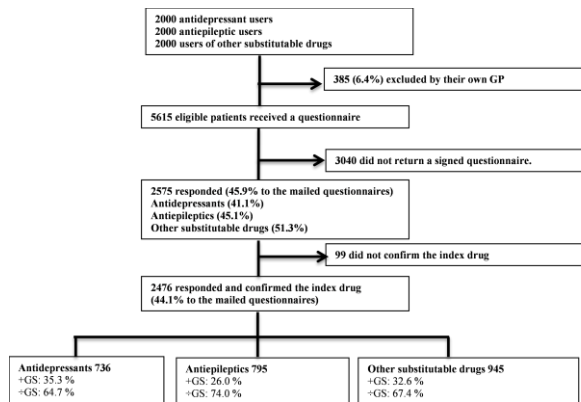 2000 antidepressant users
2000 antiepileptic users
2000 users of other substitutable drugs
385 (6.4%) excluded by their own GP
5615 eligible patients received a questionnaire
3040 did not return a signed questionnaire.
2575 responded (45.9% to the mailed questionnaires)
Antidepressants (41.1%)
Antiepileptics (45.1%)
Other substitutable drugs (51.3%)
99 did not confirm the index drug
2476 responded and confirmed the index drug
(44.1% to the mailed questionnaires)
Antidepressants 736
+GS: 35.3 %
÷GS: 64.7 %
Antiepileptics 795
+GS: 26.0 %
÷GS: 74.0 %
Other substitutable drugs 945
+GS: 32.6 %
÷GS: 67.4 %